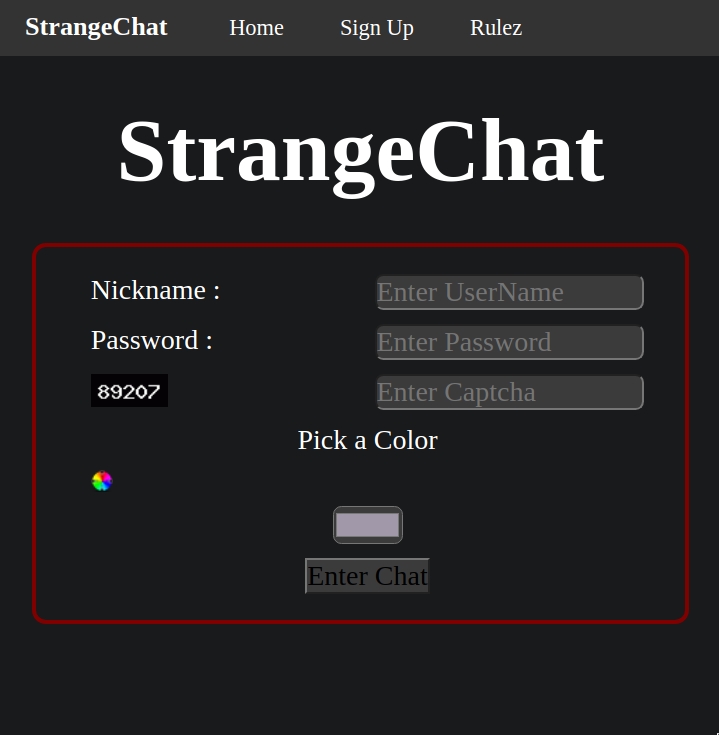 StrangeChat Home Sign Up Rulez
StrangeChat
Nickname : Enter UserName
Password : Enter Password
89207 Enter Captcha
Pick a Color
Enter Chat